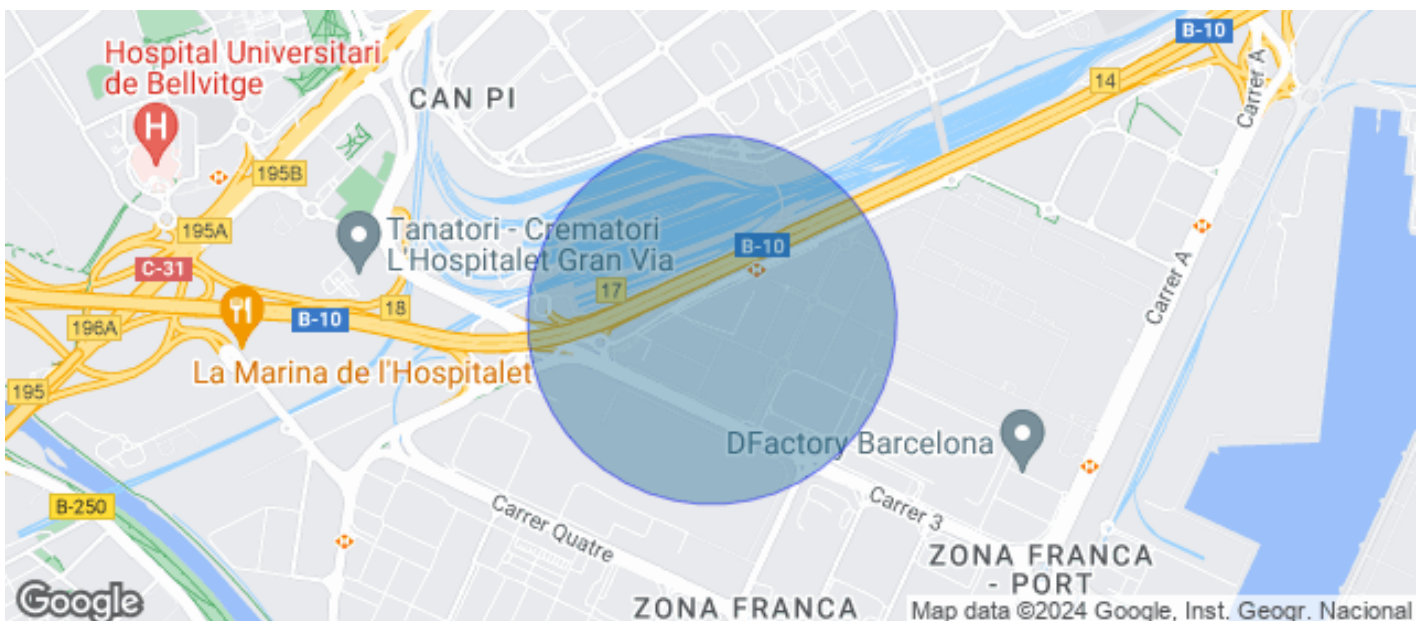 Hospital Universitari
de Bellvitge
H
CAN PI
B-10
14
Carrer A
195B
195A
C-31
Tanatori - Crematori
L'Hospitalet Gran Via
B-10
17
18
B-10
196A
La Marina de l'Hospitalet
195
Carrer A
DFactory Barcelona
B-250
Carrer Quatre
Carrer 3
ZONA FRANCA
- PORT
ZONA FRANCA
Google
Map data ©2024 Google, Inst. Geogr. Nacional